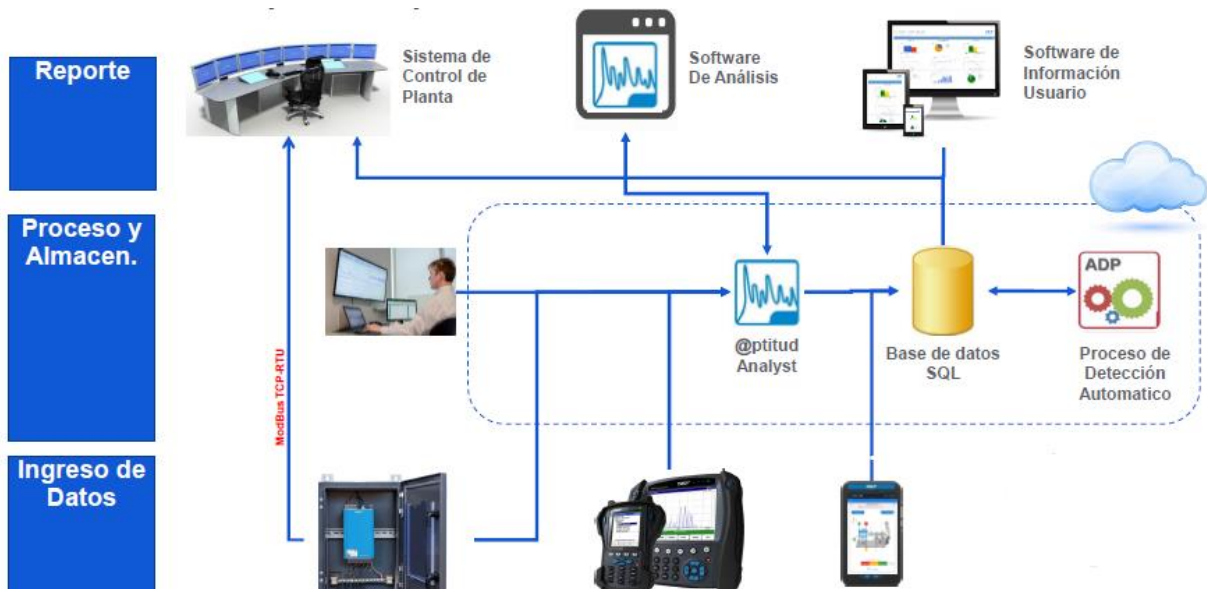 Reporte
Sistema de
Control de
Planta
Software
De Análisis
Software de
Información
Usuario
Proceso y
Almacen.
ADP
@ptitud
Analyst
Base de datos
SQL
Proceso de
Detección
Automatico
ModBus TCP-RTU
Ingreso de
Datos